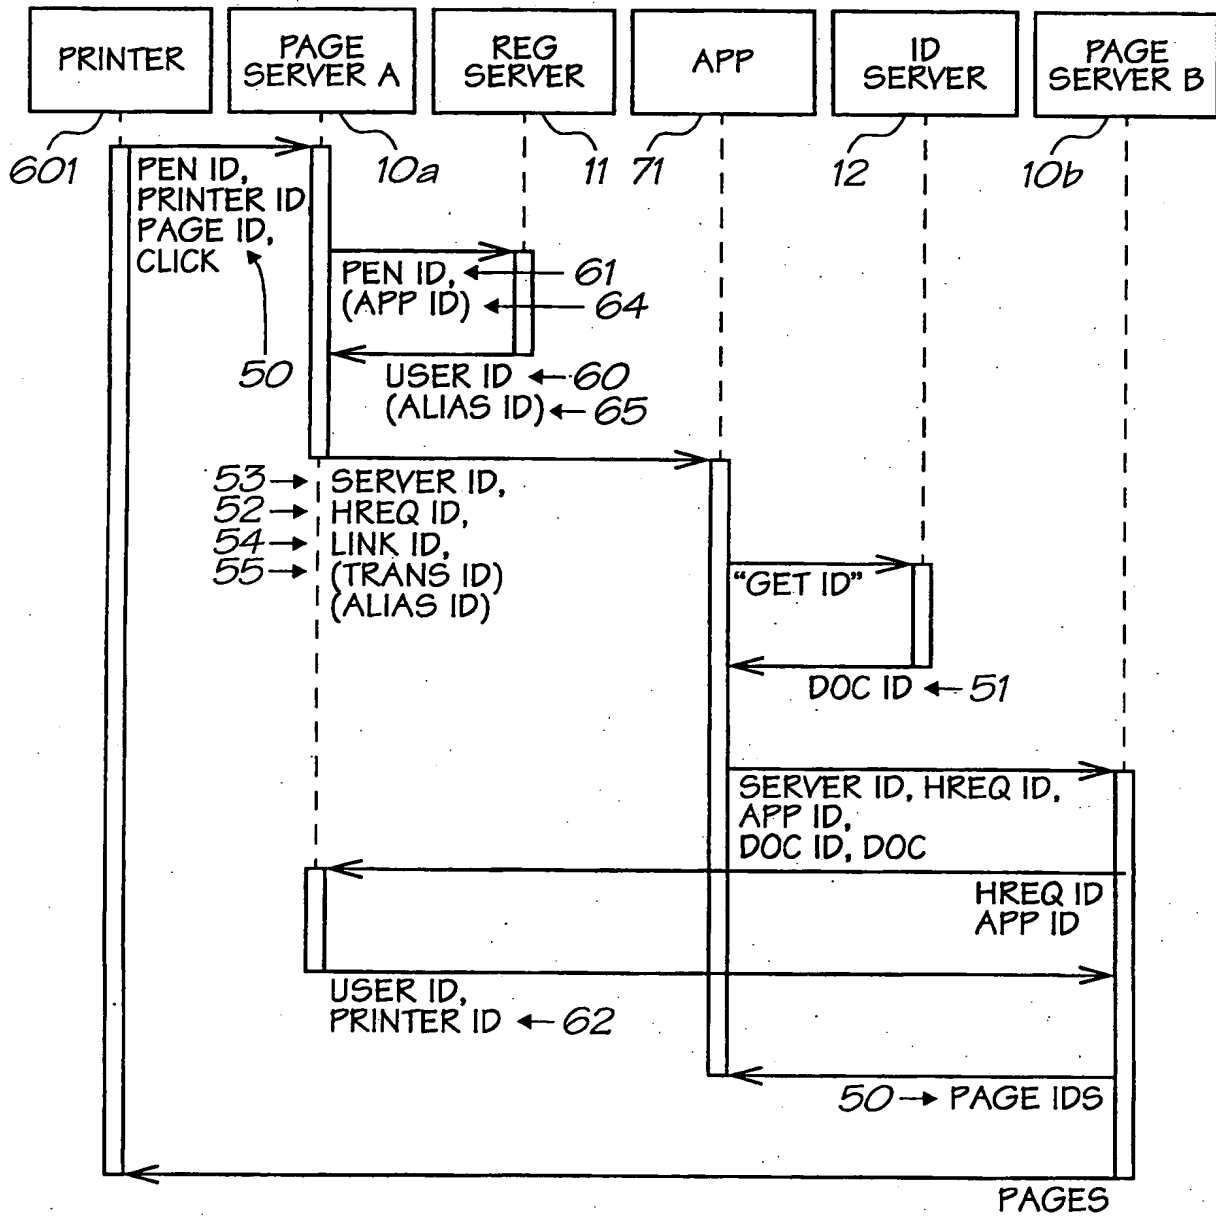 PRINTER
PAGE
SERVER A
REG
SERVER
APP
ID
SERVER
PAGE
SERVER B
601
10a
11
71
12
10b
PEN ID,
PRINTER ID
PAGE ID,
CLICK
50
PEN ID,
61
(APP ID)
64
USER ID
60
(ALIAS ID)
65
53
SERVER ID,
52
HREQ ID,
54
LINK ID,
55
(TRANS ID)
(ALIAS ID)
"GET ID"
DOC ID
51
SERVER ID, HREQ ID,
APP ID,
DOC ID, DOC
HREQ ID
APP ID
USER ID,
PRINTER ID
62
50
PAGE IDS
PAGES